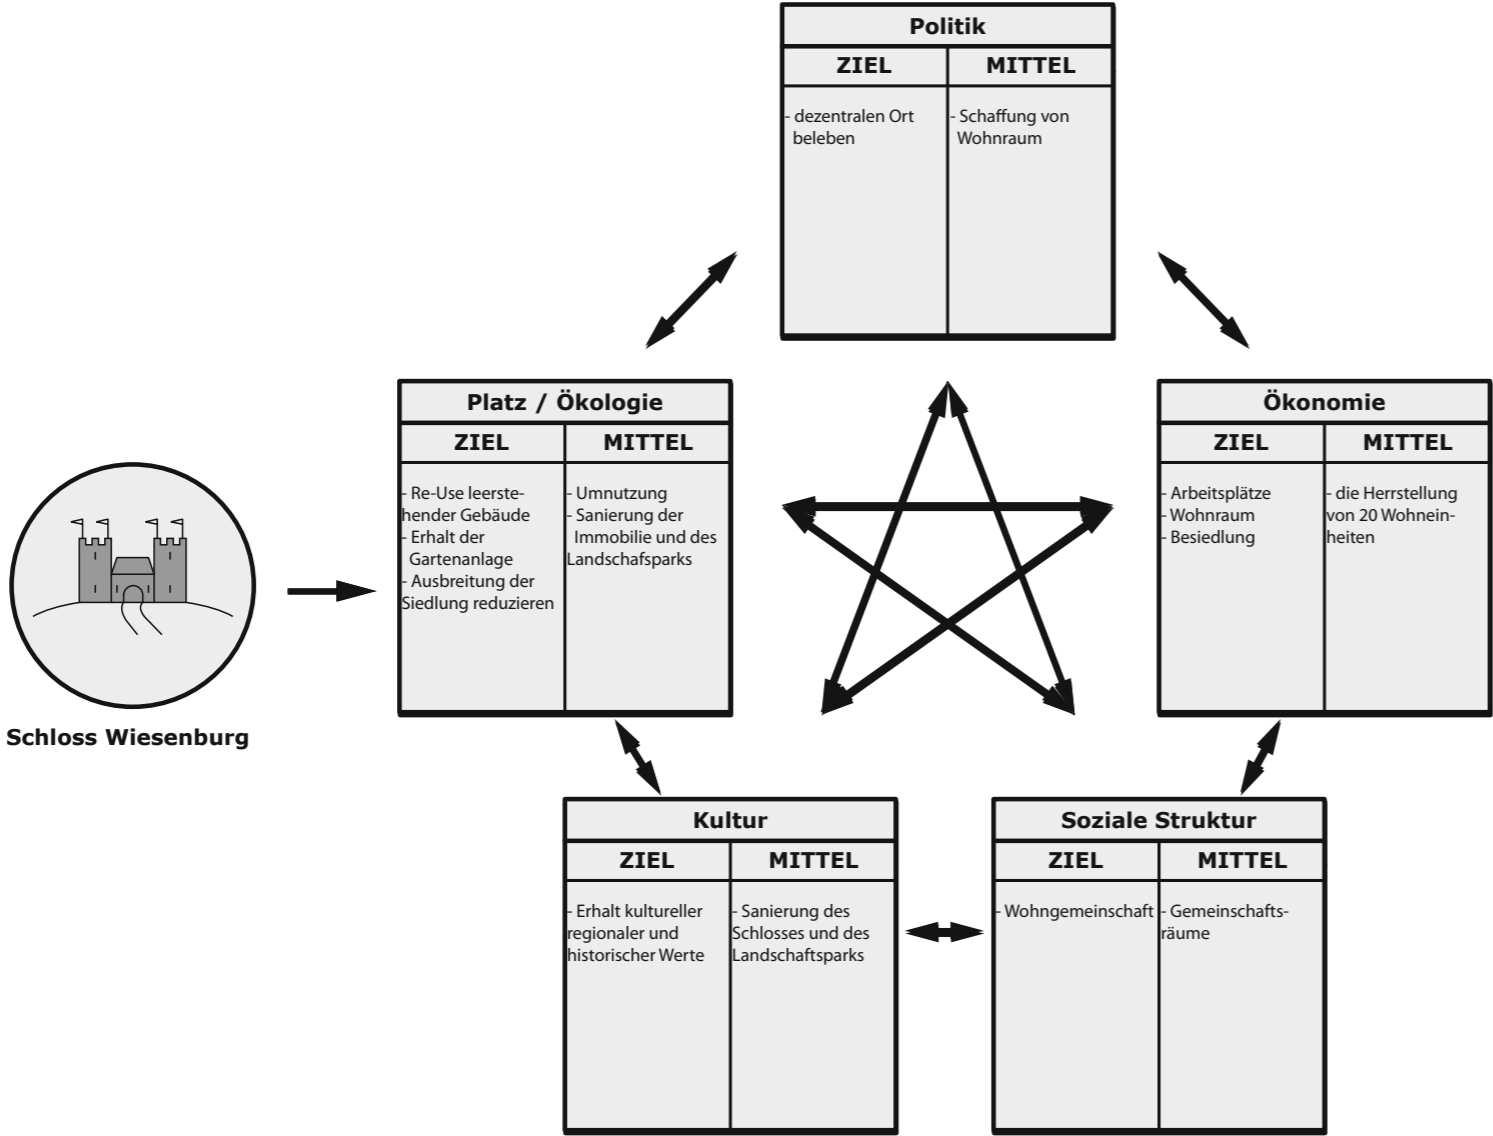 Politik
ZIEL
MITTEL
- dezentralen Ort
beleben
- Schaffung von
Wohnraum
Platz / Ökologie
ZIEL
MITTEL
- Re-Use leerste-
hender Gebäude
- Erhalt der
Gartenanlage
- Ausbreitung der
Siedlung reduzieren
- Umnutzung
- Sanierung der
Immobilie und des
Landschafsparks
Ökonomie
ZIEL
MITTEL
- Arbeitsplätze
- Wohnraum
- Besiedlung
- die Herrstellung
von 20 Wohnein-
heiten
Schloss Wiesenburg
Kultur
ZIEL
MITTEL
- Erhalt kultureller
regionaler und
historischer Werte
- Sanierung des
Schlosses und des
Landschaftsparks
Soziale Struktur
ZIEL
MITTEL
- Wohngemeinschaft
- Gemeinschafts-
räume